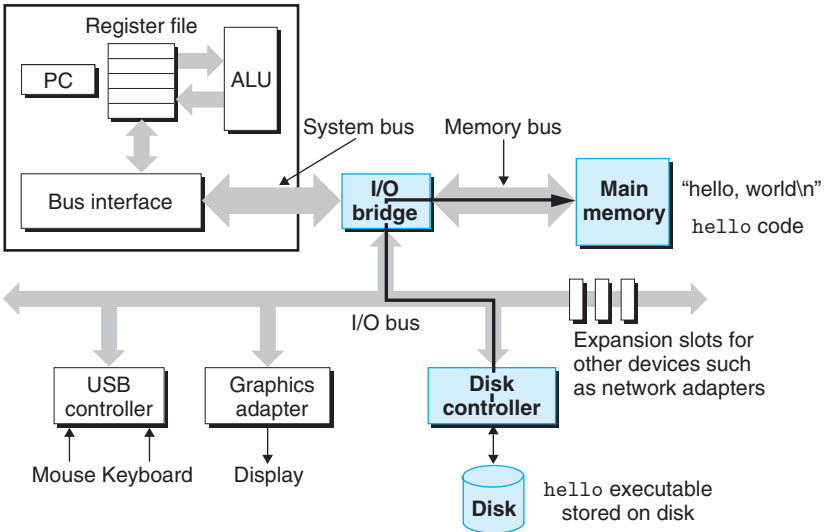 Register file
PC
ALU
System bus
Memory bus
Bus interface
I/O
bridge
Main
memory
“hello, world\n”
hello code
I/O bus
Expansion slots for
other devices such
as network adapters
USB
controller
Graphics
adapter
Disk
controller
Mouse Keyboard
Display
Disk
hello executable
stored on disk